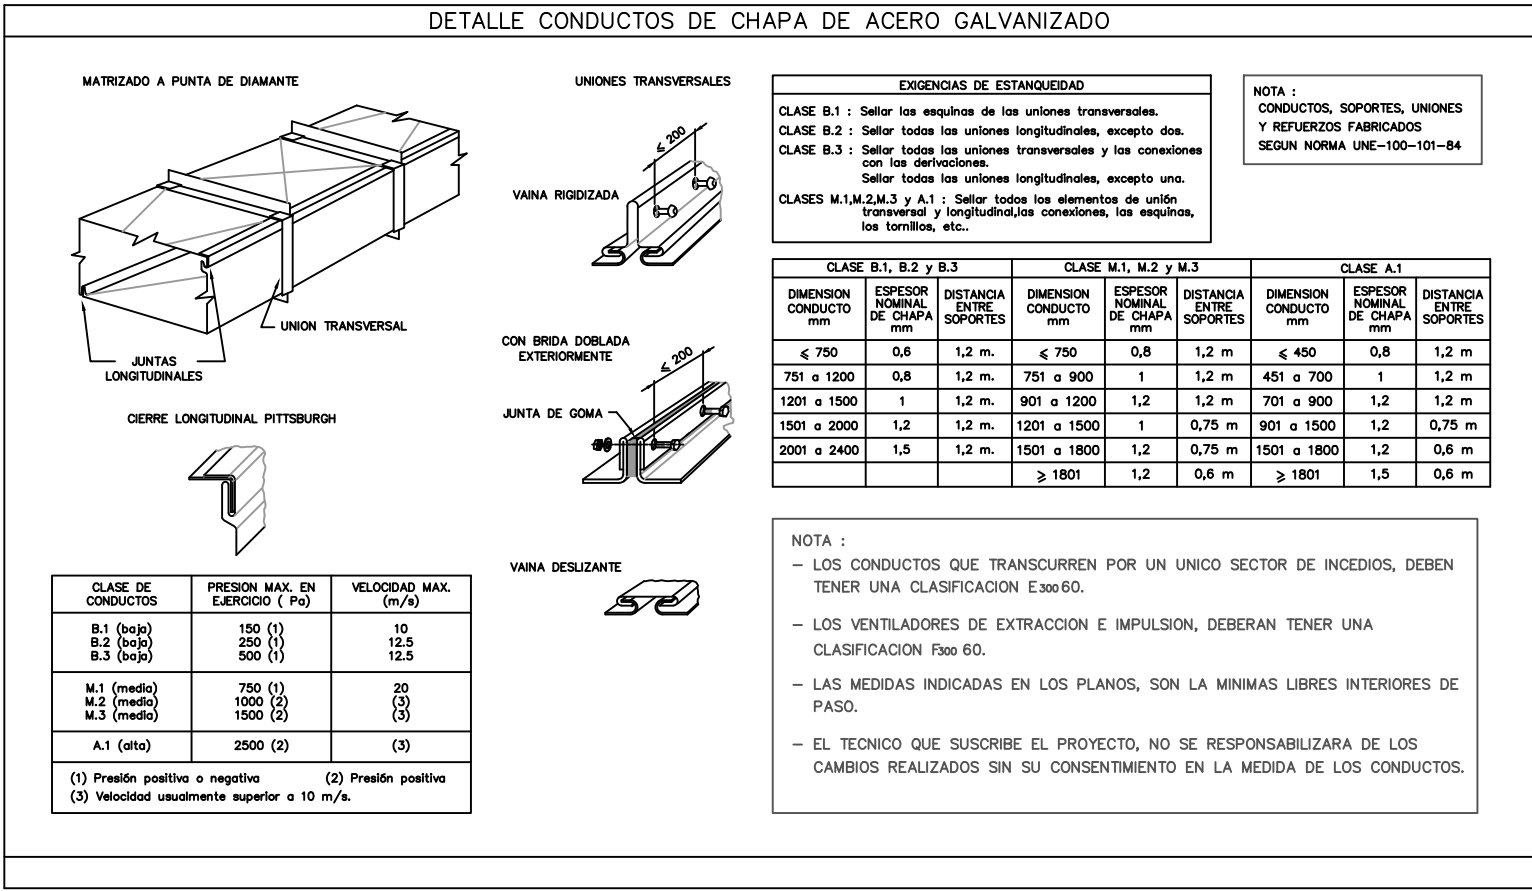 DETALLE CONDUCTOS DE CHAPA DE ACERO GALVANIZADO
MATRIZADO A PUNTA DE DIAMANTE
UNION TRANSVERSAL
JUNTAS
LONGITUDINALES
CIERRE LONGITUDINAL PITTSBURGH
CLASE DE
CONDUCTOS
PRESION MAX. EN
EJERCICIO ( Pa)
VELOCIDAD MAX.
(m/s)
B.1 (baja) 150 (1) 10
B.2 (baja) 250 (1) 12.5
B.3 (baja) 500 (1) 12.5
M.1 (media) 750 (1) 20
M.2 (media) 1000 (2) (3)
M.3 (media) 1500 (2) (3)
A.1 (alta) 2500 (2) (3)
(1) Presión positiva o negativa (2) Presión positiva
(3) Velocidad usualmente superior a 10 m/s.
UNIONES TRANSVERSALES
≤ 200
VAINA RIGIDIZADA
CON BRIDA DOBLADA
EXTERIORMENTE
≤ 200
JUNTA DE GOMA
VAINA DESLIZANTE
EXIGENCIAS DE ESTANQUEIDAD
CLASE B.1 : Sellar las esquinas de las uniones transversales.
CLASE B.2 : Sellar todas las uniones longitudinales, excepto dos.
CLASE B.3 : Sellar todas las uniones transversales y las conexiones
con las derivaciones.
Sellar todas las uniones longitudinales, excepto una.
CLASES M.1,M.2,M.3 y A.1 : Sellar todos los elementos de unión
transversal y longitudinal,las conexiones, las esquinas,
los tornillos, etc..
NOTA :
CONDUCTOS, SOPORTES, UNIONES
Y REFUERZOS FABRICADOS
SEGUN NORMA UNE-100-101-84
CLASE B.1, B.2 y B.3 CLASE M.1, M.2 y M.3 CLASE A.1
DIMENSION
CONDUCTO
mm
ESPESOR
NOMINAL
DE CHAPA
mm
DISTANCIA
ENTRE
SOPORTES
DIMENSION
CONDUCTO
mm
ESPESOR
NOMINAL
DE CHAPA
mm
DISTANCIA
ENTRE
SOPORTES
DIMENSION
CONDUCTO
mm
ESPESOR
NOMINAL
DE CHAPA
mm
DISTANCIA
ENTRE
SOPORTES
⩽ 750 0,6 1,2 m. ⩽ 750 0,8 1,2 m ⩽ 450 0,8 1,2 m
751 a 1200 0,8 1,2 m. 751 a 900 1 1,2 m 451 a 700 1 1,2 m
1201 a 1500 1 1,2 m. 901 a 1200 1,2 1,2 m 701 a 900 1,2 1,2 m
1501 a 2000 1,2 1,2 m. 1201 a 1500 1 0,75 m 901 a 1500 1,2 0,75 m
2001 a 2400 1,5 1,2 m. 1501 a 1800 1,2 0,75 m 1501 a 1800 1,2 0,6 m
⩾ 1801 1,2 0,6 m ⩾ 1801 1,5 0,6 m
NOTA :
– LOS CONDUCTOS QUE TRANSCURREN POR UN UNICO SECTOR DE INCEDIOS, DEBEN
TENER UNA CLASIFICACION E300 60.
– LOS VENTILADORES DE EXTRACCION E IMPULSION, DEBERAN TENER UNA
CLASIFICACION F300 60.
– LAS MEDIDAS INDICADAS EN LOS PLANOS, SON LA MINIMAS LIBRES INTERIORES DE
PASO.
– EL TECNICO QUE SUSCRIBE EL PROYECTO, NO SE RESPONSABILIZARA DE LOS
CAMBIOS REALIZADOS SIN SU CONSENTIMIENTO EN LA MEDIDA DE LOS CONDUCTOS.